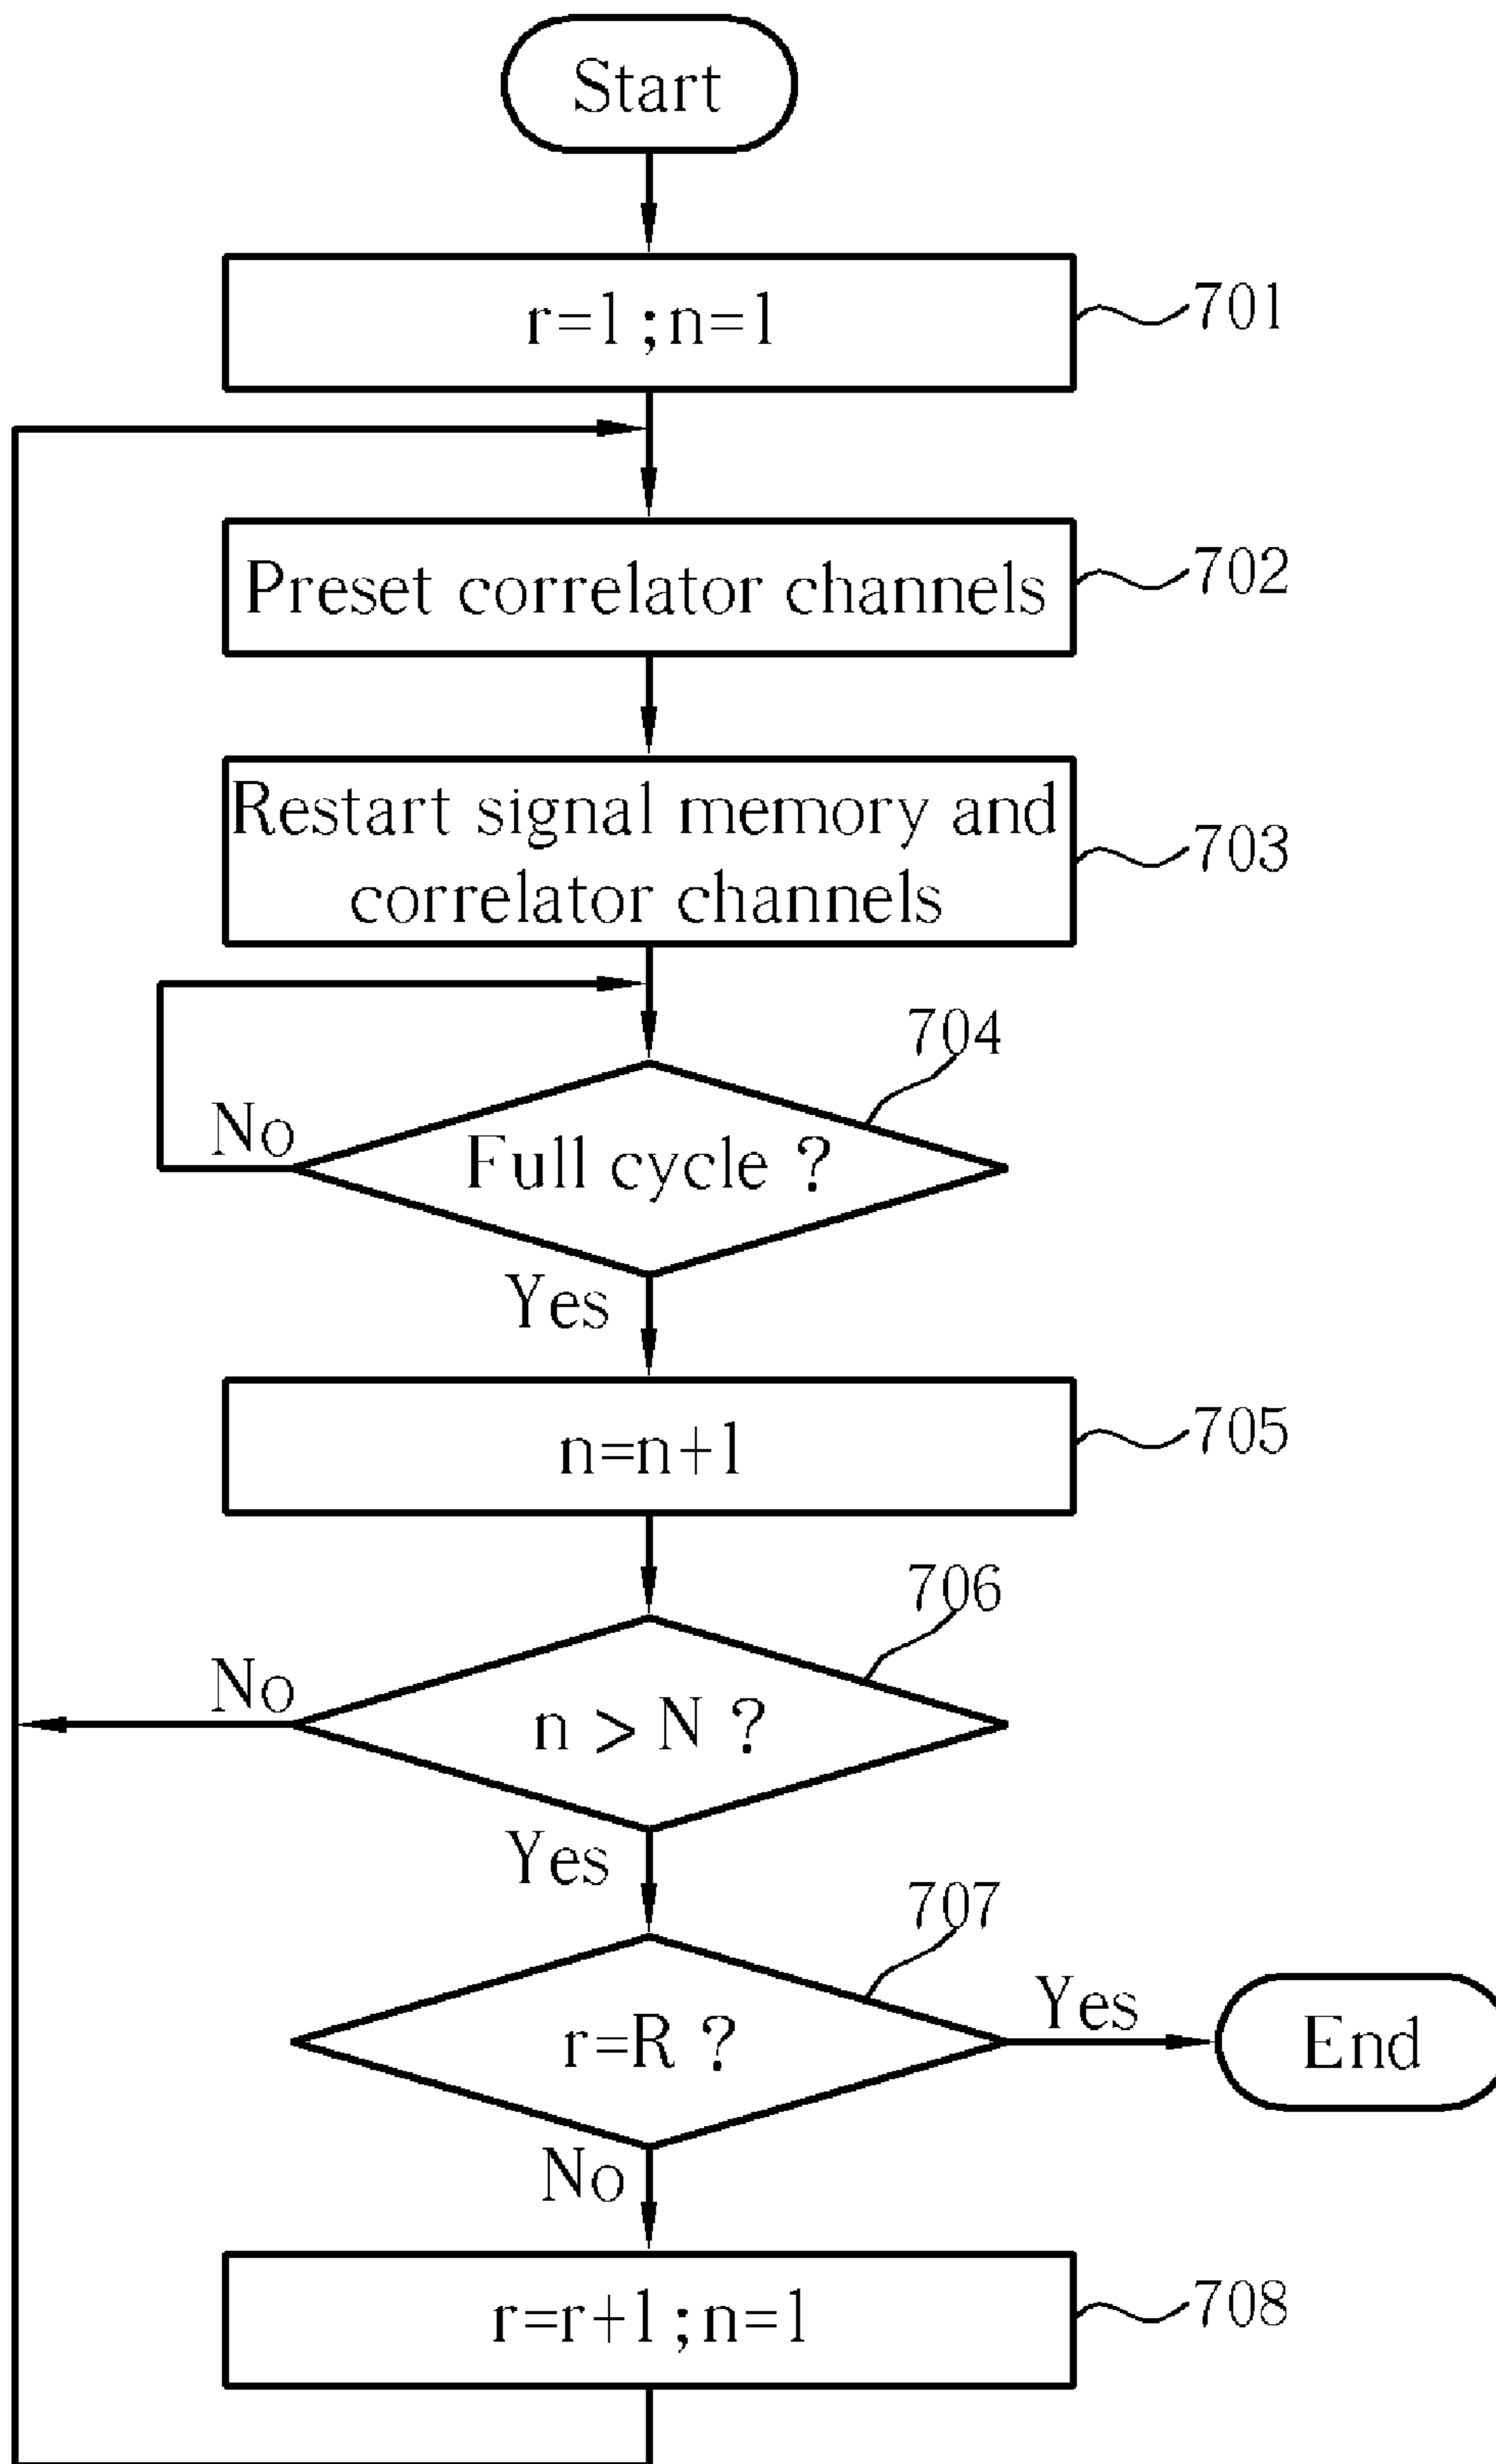 Start
r=1 ;n=1
701
Preset correlator channels
702
Restart signal memory and
correlator channels
703
704
No
Full cycle ?
Yes
n=n+1
705
706
No
n > N ?
Yes
707
r=R ?
Yes
End
No
r=r+1 ;n=1
708